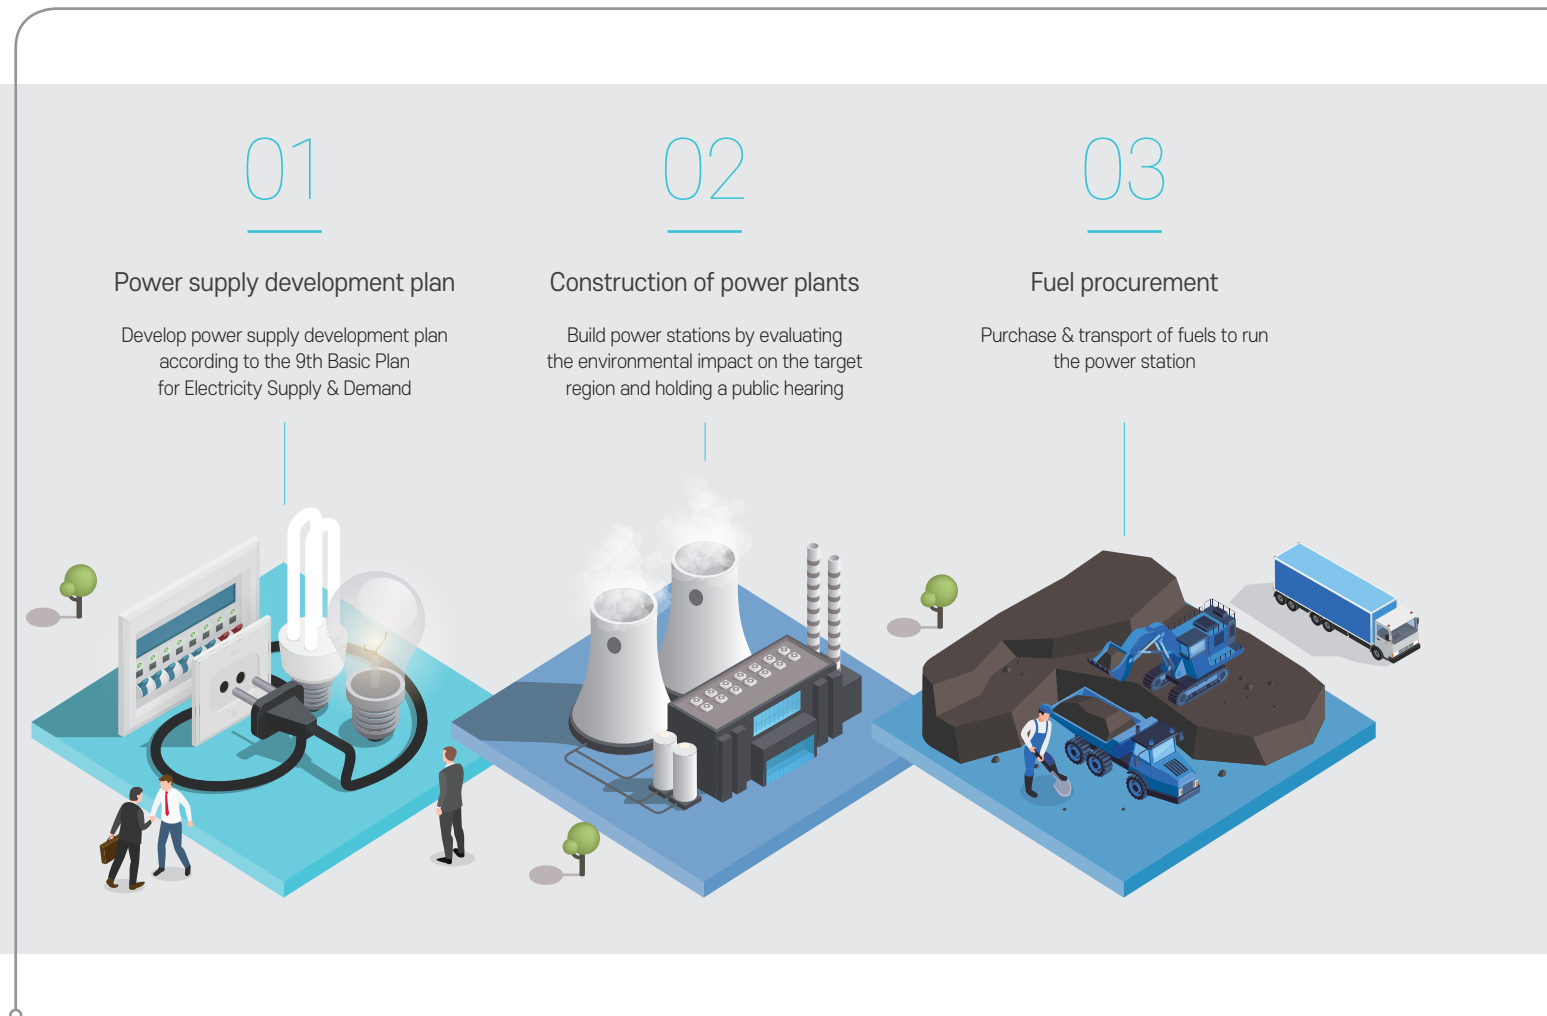 01
Power supply development plan
Develop power supply development plan
according to the 9th Basic Plan
for Electricity Supply & Demand
02
Construction of power plants
Build power stations by evaluating
the environmental impact on the target
region and holding a public hearing
03
Fuel procurement
Purchase & transport of fuels to run
the power station